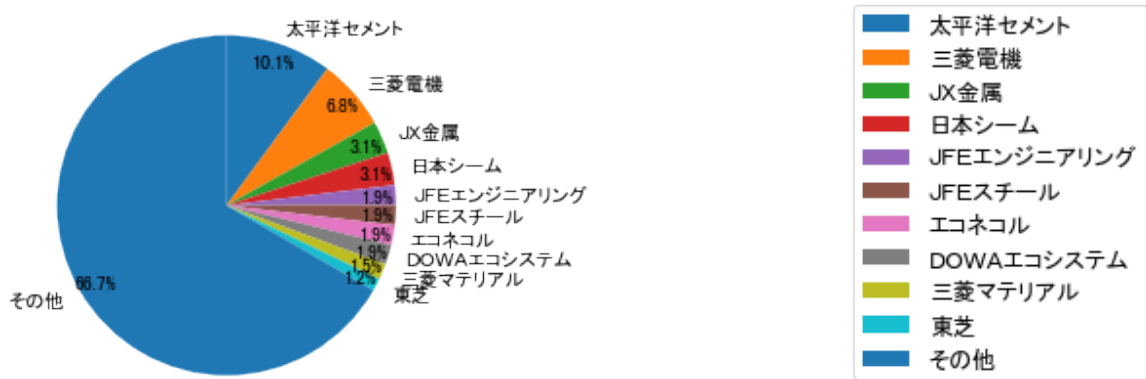 太平洋セメント
10.1%
三菱電機
6.8%
JX金属
3.1%
日本シーム
3.1%
JFEエンジニアリング
1.9%
JFEスチール
1.9%
エコネコル
1.9%
DOWAエコシステム
1.9%
三菱マテリアル
1.5%
東芝
1.2%
その他
66.7%
太平洋セメント
三菱電機
JX金属
日本シーム
JFEエンジニアリング
JFEスチール
エコネコル
DOWAエコシステム
三菱マテリアル
東芝
その他